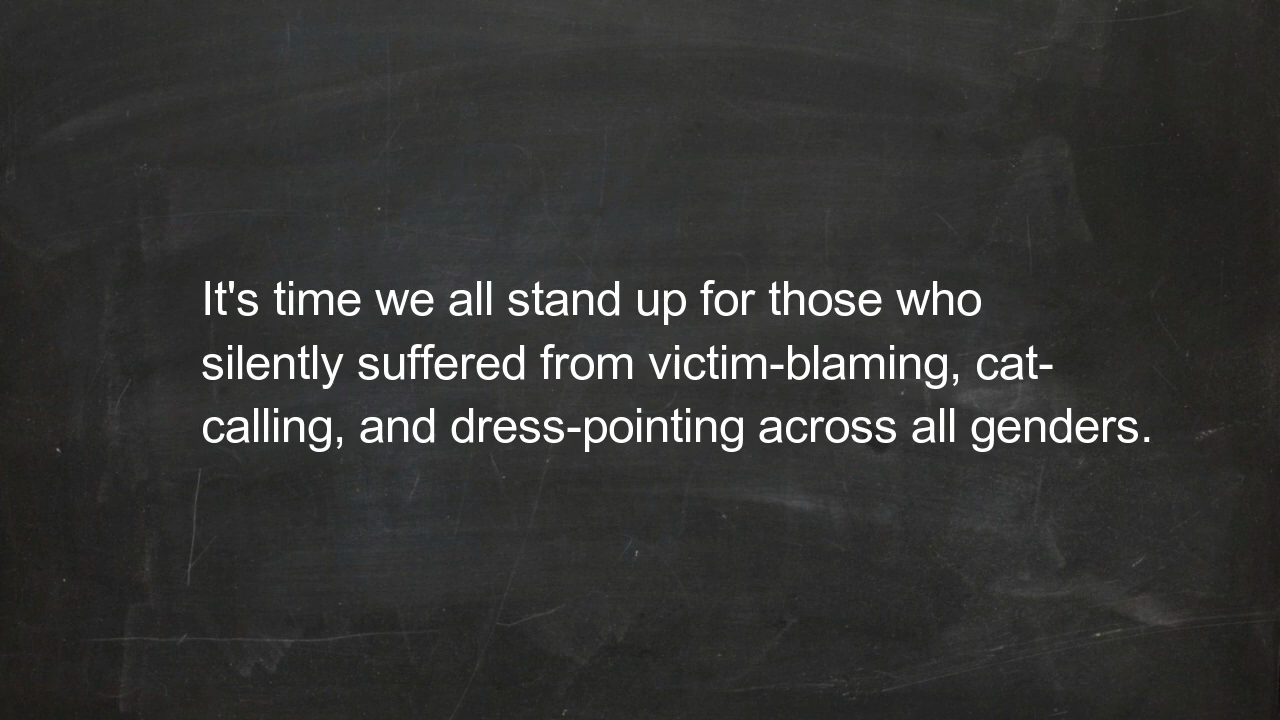 It's time we all stand up for those who
silently suffered from victim-blaming, cat-
calling, and dress-pointing across all genders.